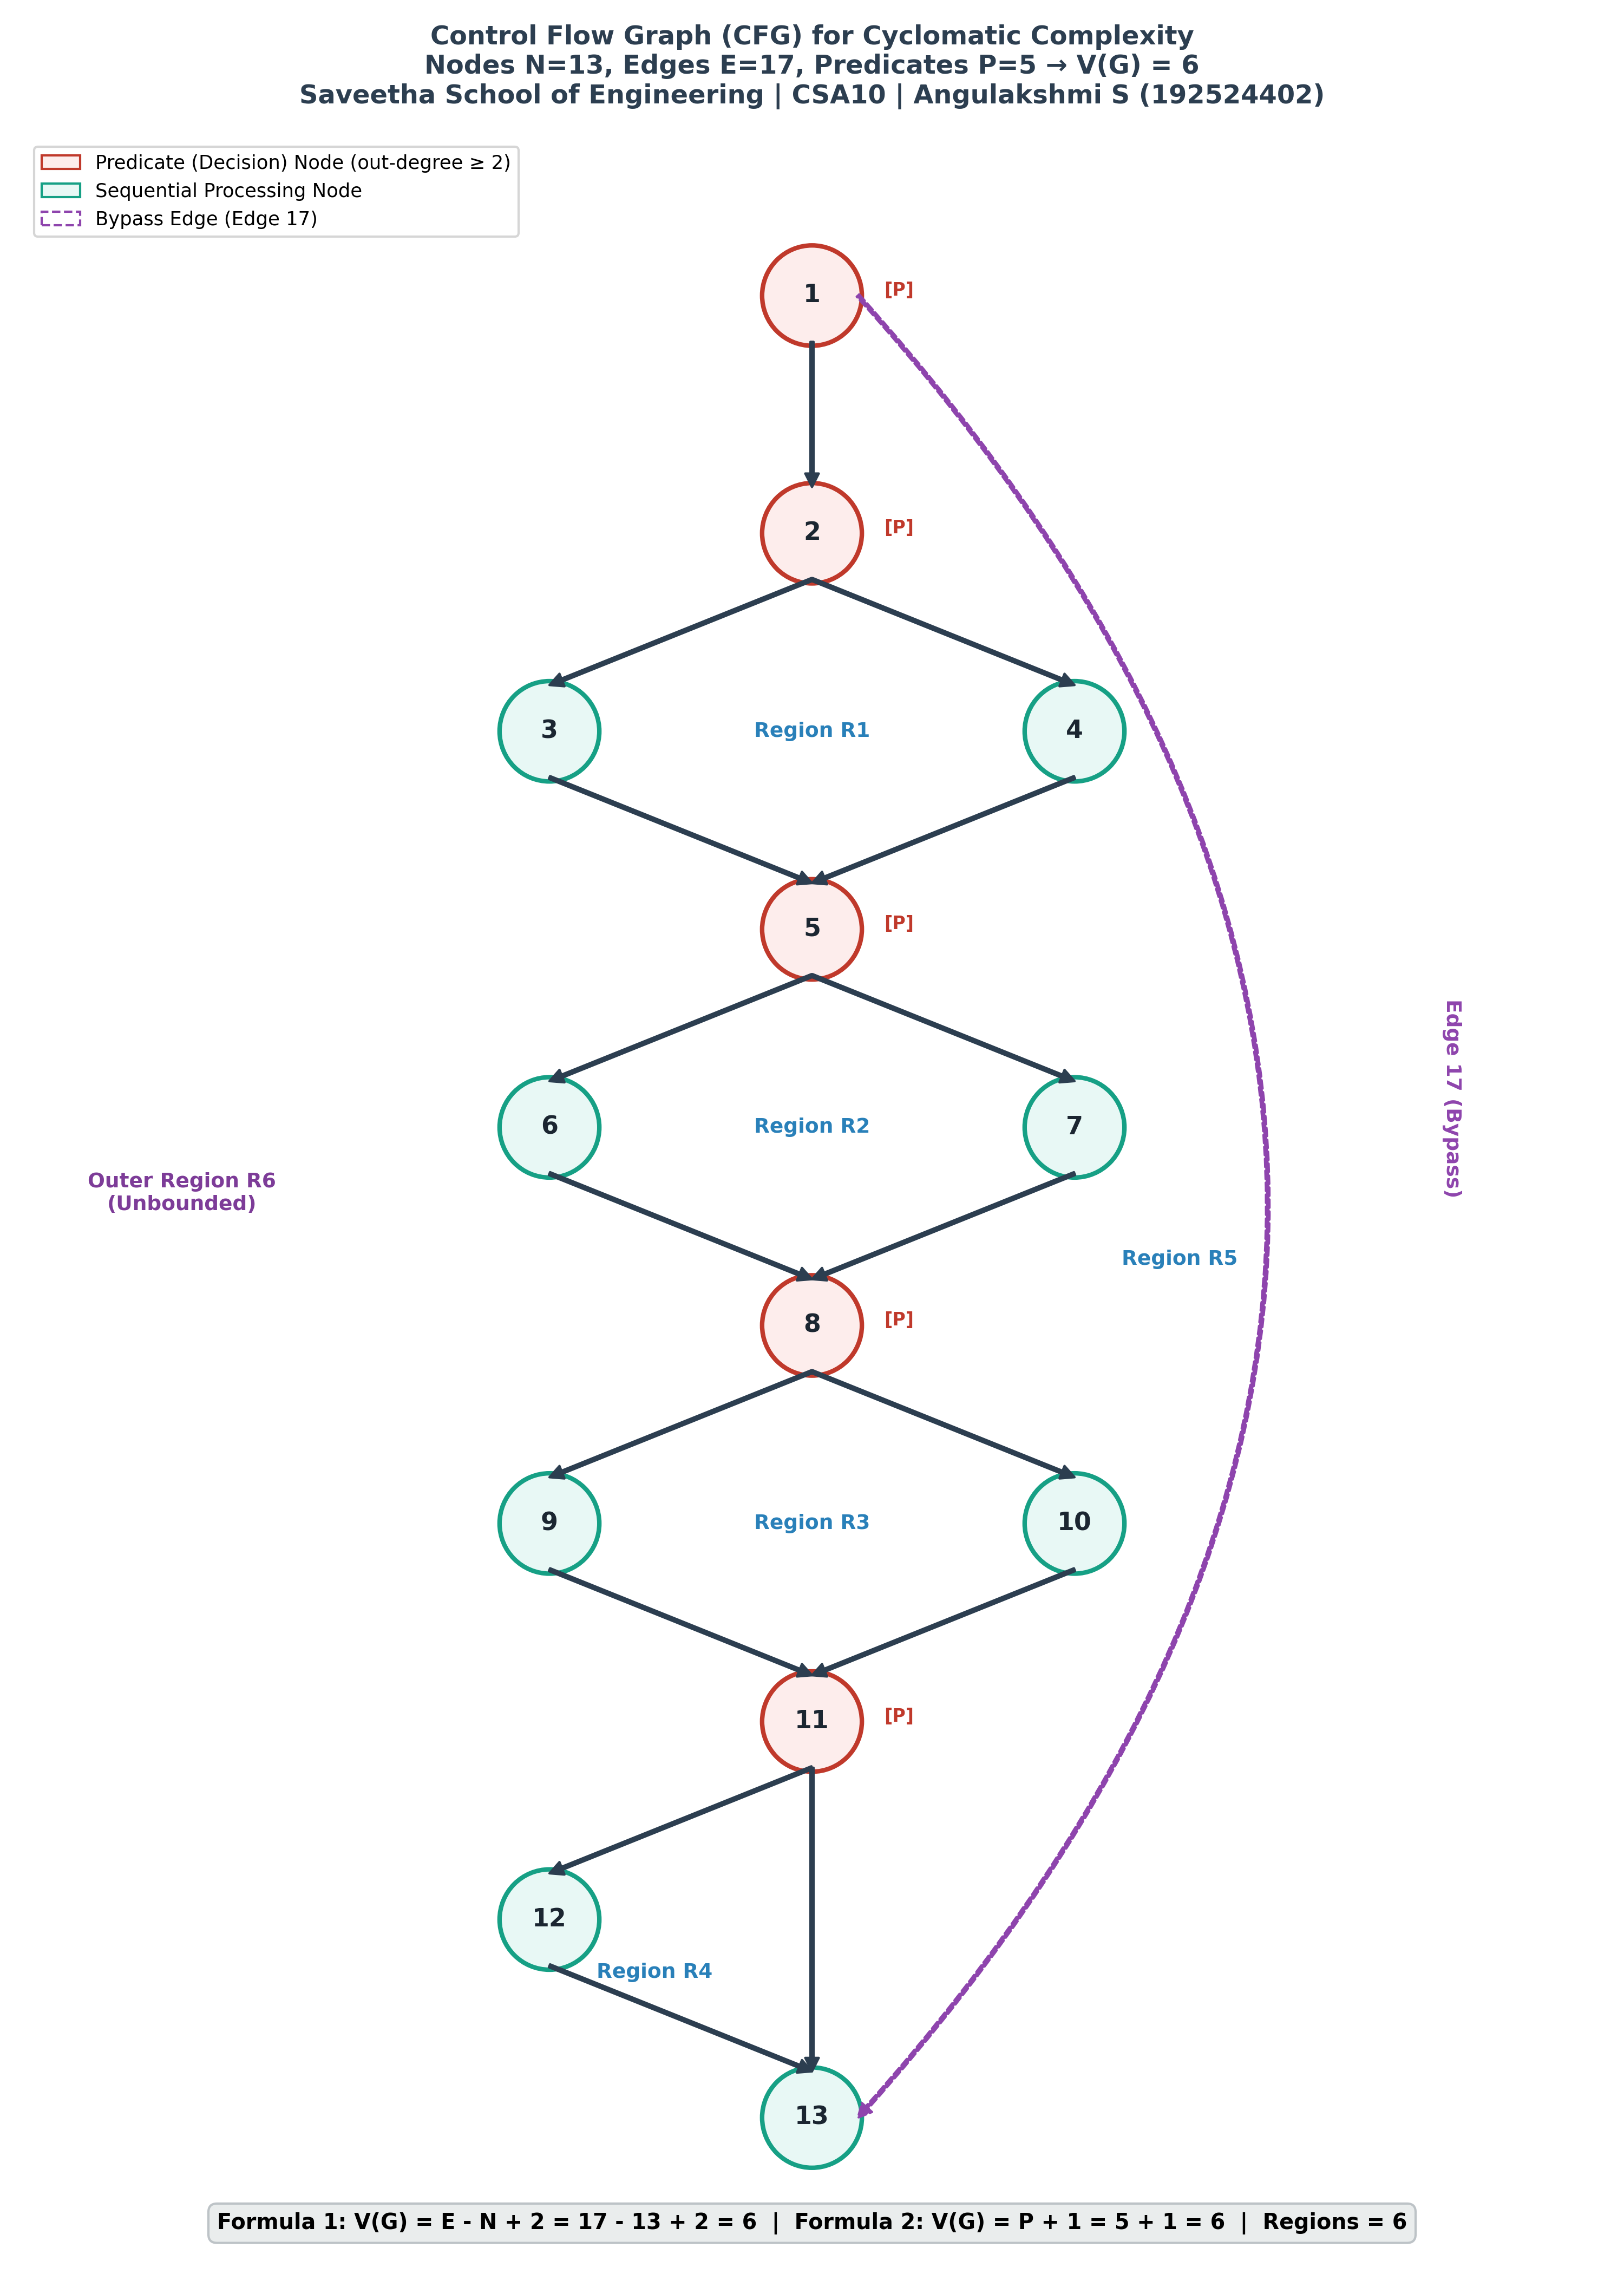 Control Flow Graph (CFG) for Cyclomatic Complexity
Nodes N=13, Edges E=17, Predicates P=5 → V(G) = 6
Saveetha School of Engineering | CSA10 | Angulakshmi S (192524402)
Predicate (Decision) Node (out-degree ≥ 2)
Sequential Processing Node
Bypass Edge (Edge 17)
1
[P]
2
[P]
3
Region R1
4
5
[P]
Edge 17 (Bypass)
6
Region R2
7
Outer Region R6
(Unbounded)
Region R5
8
[P]
9
Region R3
10
11
[P]
12
Region R4
13
Formula 1: V(G) = E - N + 2 = 17 - 13 + 2 = 6 | Formula 2: V(G) = P + 1 = 5 + 1 = 6 | Regions = 6